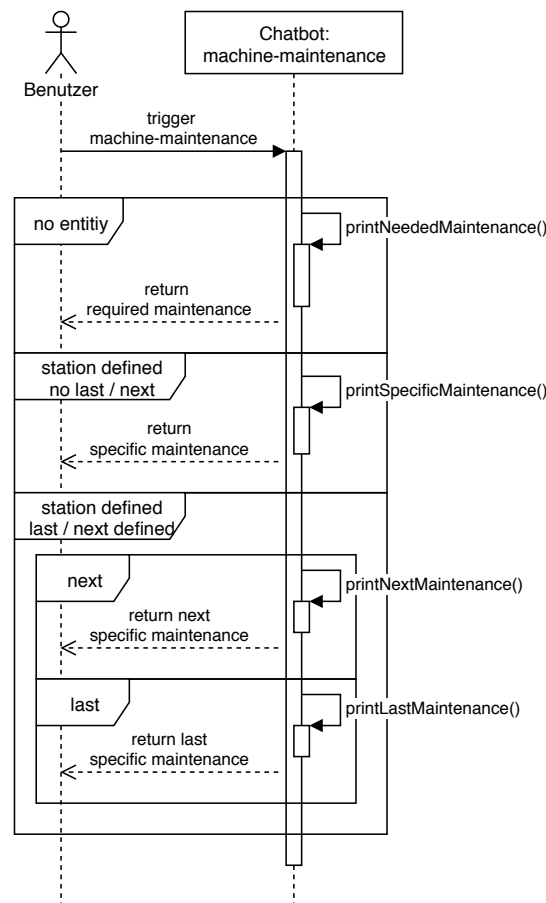 Chatbot:
machine-maintenance
Benutzer
trigger
machine-maintenance
no entitiy
printNeededMaintenance()
return
required maintenance
station defined
no last / next
printSpecificMaintenance()
return
specific maintenance
station defined
last / next defined
next
printNextMaintenance()
return next
specific maintenance
last
printLastMaintenance()
return last
specific maintenance